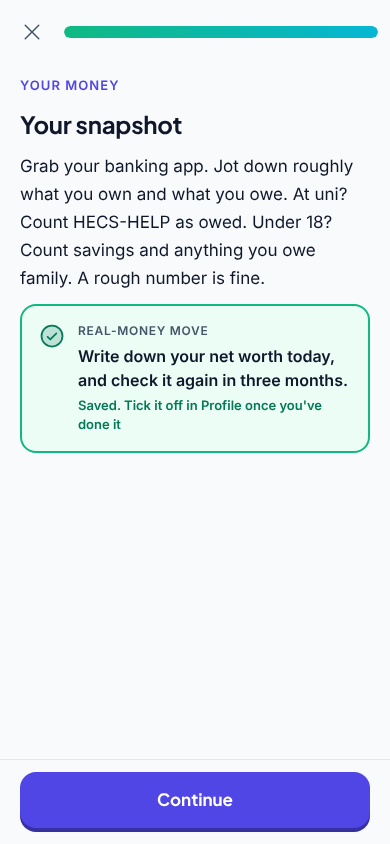 YOUR MONEY
Your snapshot
Grab your banking app. Jot down roughly
what you own and what you owe. At uni?
Count HECS-HELP as owed. Under 18?
Count savings and anything you owe
family. A rough number is fine.
REAL-MONEY MOVE
Write down your net worth today,
and check it again in three months.
Saved. Tick it off in Profile once you've
done it
Continue